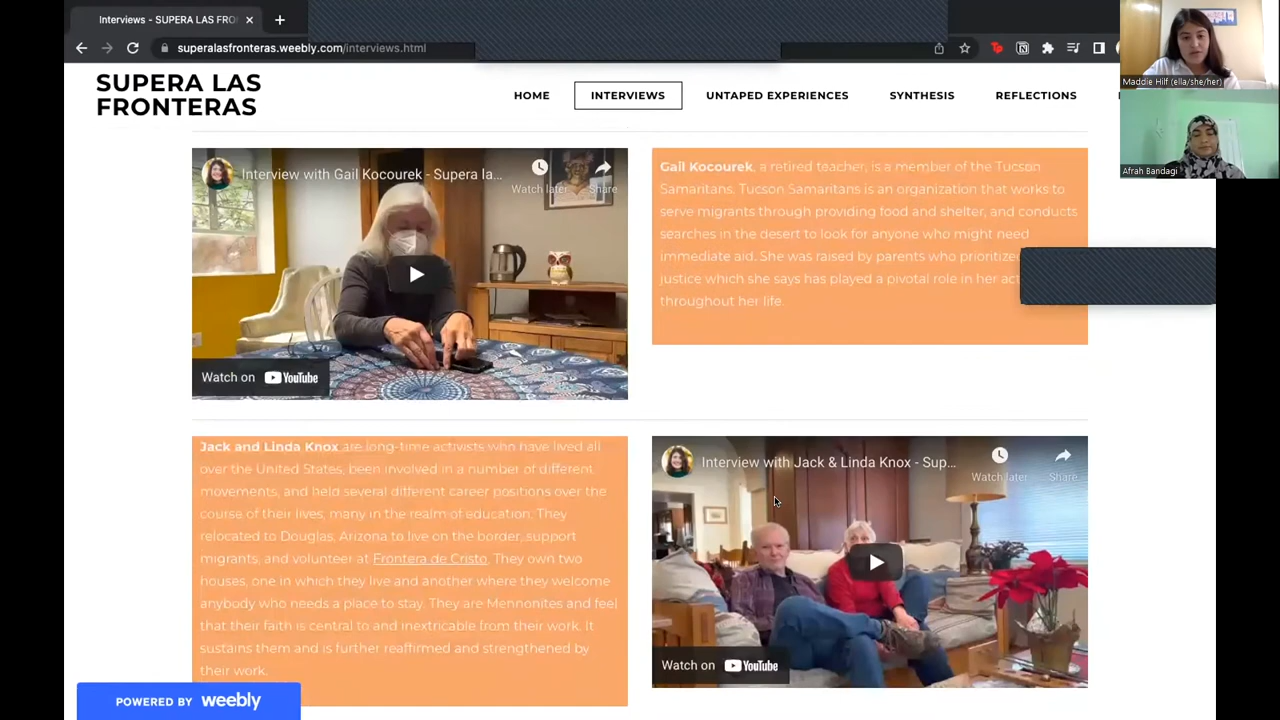 Interviews - SUPERA LAS FRO
superalasfronteras.weebly.com/interviews.html
Maddie Hilf (ella/she/her)
Afrah Bandagi
SUPERA LAS
FRONTERAS
HOME
INTERVIEWS
UNTAPED EXPERIENCES
SYNTHESIS
REFLECTIONS
Interview with Gail Kocourek - Supera la...
Watch later
Share
Watch on YouTube
Gail Kocourek, a retired teacher, is a member of the Tucson
Samaritans. Tucson Samaritans is an organization that works to
serve migrants through providing food and shelter, and conducts
searches in the desert to look for anyone who might need
immediate aid. She was raised by parents who prioritized
justice which she says has played a pivotal role in her
throughout her life.
Jack and Linda Knox are long-time activists who have lived all
over the United States, been involved in a number of different
movements, and held several different career positions over the
course of their lives; many in the realm of education. They
relocated to Douglas, Arizona to live on the border, support
migrants, and volunteer at Frontera de Cristo. They own two
houses, one in which they live and another where they welcome
anybody who needs a place to stay. They are Mennonites and feel
that their faith is central to and inextricable from their work. It
sustains them and is further reaffirmed and strengthened by
their work.
Interview with Jack & Linda Knox - Sup...
Watch later
Share
Watch on YouTube
POWERED BY weebly